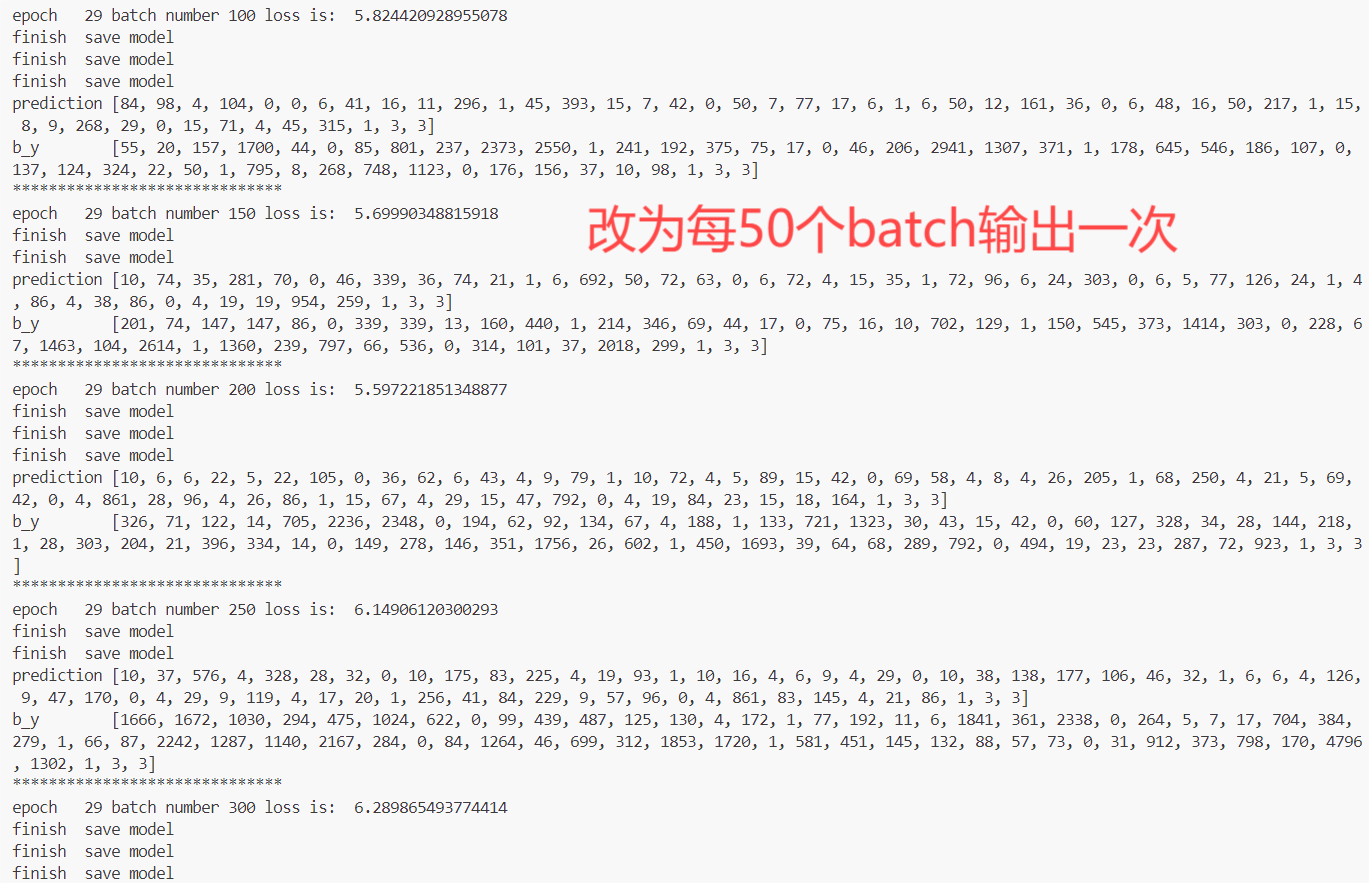 epoch   29 batch number 100 loss is:  5.824420928955078
finish  save model
finish  save model
finish  save model
prediction [84, 98, 4, 104, 0, 0, 6, 41, 16, 11, 296, 1, 45, 393, 15, 7, 42, 0, 50, 7, 77, 17, 6, 1, 6, 50, 12, 161, 36, 0, 6, 48, 16, 50, 217, 1, 15,
 8, 9, 268, 29, 0, 15, 71, 4, 45, 315, 1, 3, 3]
b_y        [55, 20, 157, 1700, 44, 0, 85, 801, 237, 2373, 2550, 1, 241, 192, 375, 75, 17, 0, 46, 206, 2941, 1307, 371, 1, 178, 645, 546, 186, 107, 0,
137, 124, 324, 22, 50, 1, 795, 8, 268, 748, 1123, 0, 176, 156, 37, 10, 98, 1, 3, 3]
******************************
epoch   29 batch number 150 loss is:  5.69990348815918
改为每50个batch输出一次
finish  save model
finish  save model
prediction [10, 74, 35, 281, 70, 0, 46, 339, 36, 74, 21, 1, 6, 692, 50, 72, 63, 0, 6, 72, 4, 15, 35, 1, 72, 96, 6, 24, 303, 0, 6, 5, 77, 126, 24, 1, 4
, 86, 4, 38, 86, 0, 4, 19, 19, 954, 259, 1, 3, 3]
b_y        [201, 74, 147, 147, 86, 0, 339, 339, 13, 160, 440, 1, 214, 346, 69, 44, 17, 0, 75, 16, 10, 702, 129, 1, 150, 545, 373, 1414, 303, 0, 228, 6
7, 1463, 104, 2614, 1, 1360, 239, 797, 66, 536, 0, 314, 101, 37, 2018, 299, 1, 3, 3]
******************************
epoch   29 batch number 200 loss is:  5.597221851348877
finish  save model
finish  save model
finish  save model
prediction [10, 6, 6, 22, 5, 22, 105, 0, 36, 62, 6, 43, 4, 9, 79, 1, 10, 72, 4, 5, 89, 15, 42, 0, 69, 58, 4, 8, 4, 26, 205, 1, 68, 250, 4, 21, 5, 69,
42, 0, 4, 861, 28, 96, 4, 26, 86, 1, 15, 67, 4, 29, 15, 47, 792, 0, 4, 19, 84, 23, 15, 18, 164, 1, 3, 3]
b_y        [326, 71, 122, 14, 705, 2236, 2348, 0, 194, 62, 92, 134, 67, 4, 188, 1, 133, 721, 1323, 30, 43, 15, 42, 0, 60, 127, 328, 34, 28, 144, 218,
1, 28, 303, 204, 21, 396, 334, 14, 0, 149, 278, 146, 351, 1756, 26, 602, 1, 450, 1693, 39, 64, 68, 289, 792, 0, 494, 19, 23, 23, 287, 72, 923, 1, 3, 3
]
******************************
epoch   29 batch number 250 loss is:  6.14906120300293
finish  save model
finish  save model
prediction [10, 37, 576, 4, 328, 28, 32, 0, 10, 175, 83, 225, 4, 19, 93, 1, 10, 16, 4, 6, 9, 4, 29, 0, 10, 38, 138, 177, 106, 46, 32, 1, 6, 6, 4, 126,
 9, 47, 170, 0, 4, 29, 9, 119, 4, 17, 20, 1, 256, 41, 84, 229, 9, 57, 96, 0, 4, 861, 83, 145, 4, 21, 86, 1, 3, 3]
b_y        [1666, 1672, 1030, 294, 475, 1024, 622, 0, 99, 439, 487, 125, 130, 4, 172, 1, 77, 192, 11, 6, 1841, 361, 2338, 0, 264, 5, 7, 17, 704, 384,
279, 1, 66, 87, 2242, 1287, 1140, 2167, 284, 0, 84, 1264, 46, 699, 312, 1853, 1720, 1, 581, 451, 145, 132, 88, 57, 73, 0, 31, 912, 373, 798, 170, 4796
, 1302, 1, 3, 3]
******************************
epoch   29 batch number 300 loss is:  6.289865493774414
finish  save model
finish  save model
finish  save model